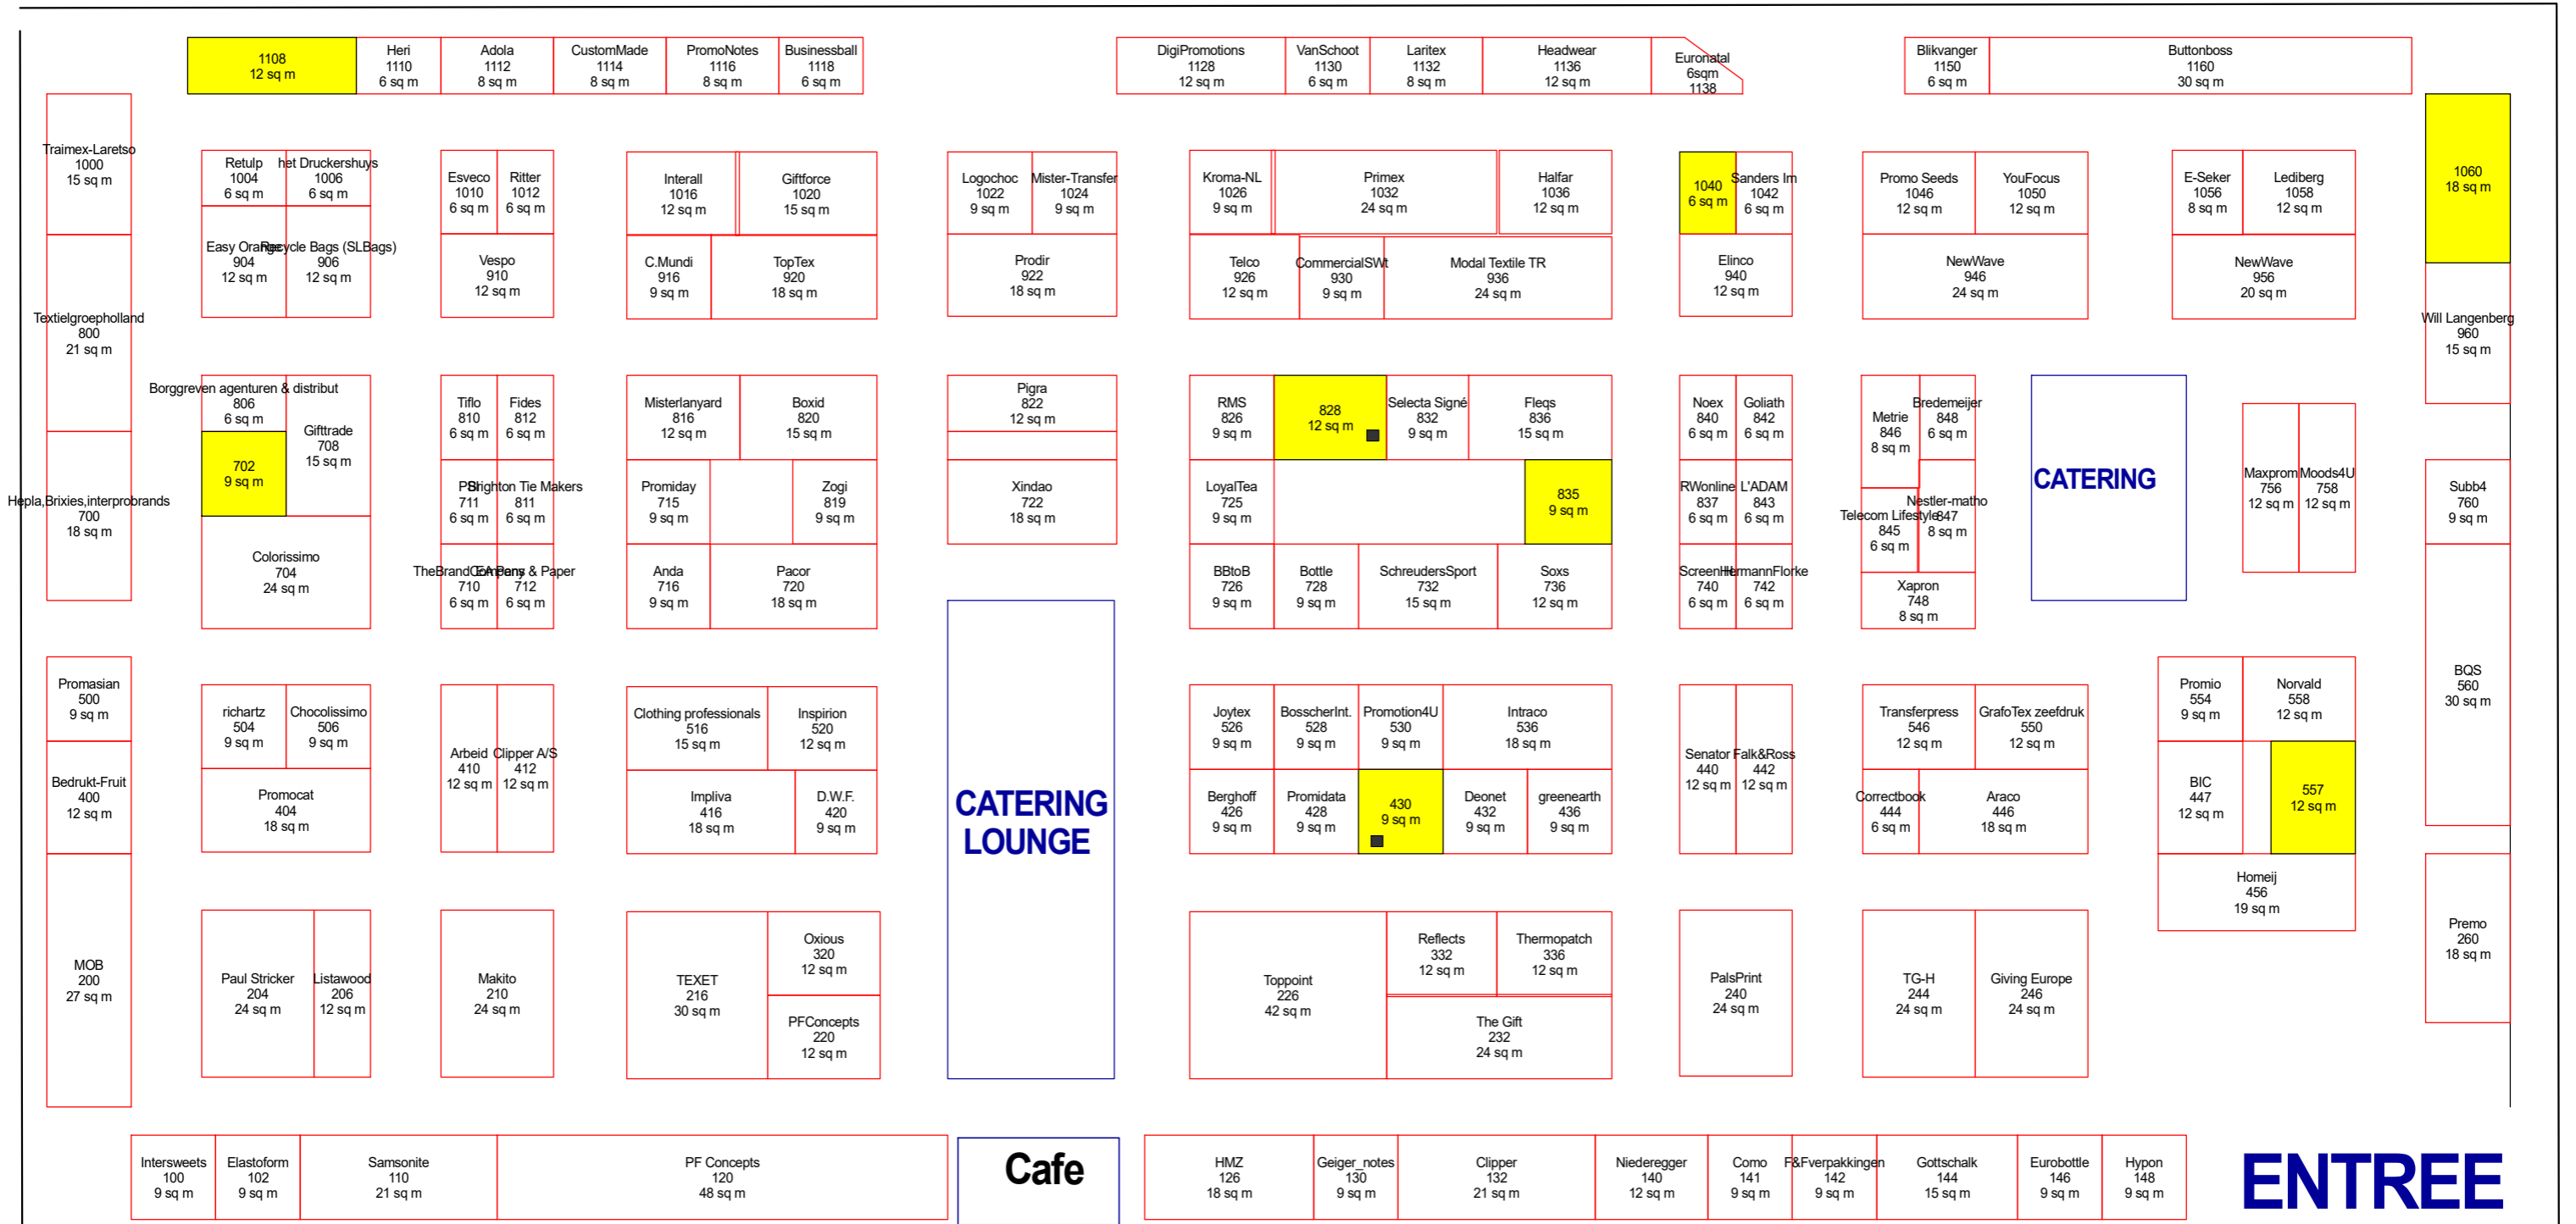 1108
12 sq m
Heri
1110
6 sq m
Adola
1112
8 sq m
CustomMade
1114
8 sq m
PromoNotes
1116
8 sq m
Businessball
1118
6 sq m
DigiPromotions
1128
12 sq m
VanSchoot
1130
6 sq m
Laritex
1132
8 sq m
Headwear
1136
12 sq m
Euronatal
6sqm
1138
Blikvanger
1150
6 sq m
Buttonboss
1160
30 sq m
Traimex-Laretso
1000
15 sq m
Retulp
1004
6 sq m
het Druckershuys
1006
6 sq m
Esveco
1010
6 sq m
Ritter
1012
6 sq m
Interall
1016
12 sq m
Giftforce
1020
15 sq m
Logochoc
1022
9 sq m
Mister-Transfer
1024
9 sq m
Kroma-NL
1026
9 sq m
Primex
1032
24 sq m
Halfar
1036
12 sq m
1040
6 sq m
Sanders Im
1042
6 sq m
Promo Seeds
1046
12 sq m
YouFocus
1050
12 sq m
E-Seker
1056
8 sq m
Lediberg
1058
12 sq m
1060
18 sq m
Easy Orange
904
12 sq m
Recycle Bags (SLBags)
906
12 sq m
Vespo
910
12 sq m
C.Mundi
916
9 sq m
TopTex
920
18 sq m
Prodir
922
18 sq m
Telco
926
12 sq m
CommercialSWt
930
9 sq m
Modal Textile TR
936
24 sq m
Elinco
940
12 sq m
NewWave
946
24 sq m
NewWave
956
20 sq m
Will Langenberg
960
15 sq m
Textielgroepholland
800
21 sq m
Borggreven agenturen & distribut
806
6 sq m
Gifttrade
708
15 sq m
Tiflo
810
6 sq m
Fides
812
6 sq m
Misterlanyard
816
12 sq m
Boxid
820
15 sq m
Pigra
822
12 sq m
RMS
826
9 sq m
828
12 sq m
Selecta Signé
832
9 sq m
Fleqs
836
15 sq m
Noex
840
6 sq m
Goliath
842
6 sq m
Metrie
846
8 sq m
Bredemeijer
848
6 sq m
CATERING
Maxprom
756
12 sq m
Moods4U
758
12 sq m
Subb4
760
9 sq m
Hepla,Brixies,interprobrands
700
18 sq m
702
9 sq m
PSI
711
6 sq m
Brighton Tie Makers
811
6 sq m
Promiday
715
9 sq m
Zogi
819
9 sq m
Xindao
722
18 sq m
LoyalTea
725
9 sq m
835
9 sq m
RWonline
837
6 sq m
L'ADAM
843
6 sq m
Telecom Lifestyle
845
6 sq m
Nestler-matho
847
8 sq m
Colorissimo
704
24 sq m
TheBrand Company
710
6 sq m
& Paper
712
6 sq m
Anda
716
9 sq m
Pacor
720
18 sq m
BBtoB
726
9 sq m
Bottle
728
9 sq m
SchreudersSport
732
15 sq m
Soxs
736
12 sq m
740
6 sq m
HermannFlorke
742
6 sq m
Xapron
748
8 sq m
Promasian
500
9 sq m
richartz
504
9 sq m
Chocolissimo
506
9 sq m
Arbeid
410
12 sq m
Clipper A/S
412
12 sq m
Clothing professionals
516
15 sq m
Inspirion
520
12 sq m
CATERING
LOUNGE
Joytex
526
9 sq m
BosscherInt.
528
9 sq m
Promotion4U
530
9 sq m
Intraco
536
18 sq m
Senator
440
12 sq m
Falk&Ross
442
12 sq m
Transferpress
546
12 sq m
GrafoTex zeefdruk
550
12 sq m
Promio
554
9 sq m
Norvald
558
12 sq m
BQS
560
30 sq m
Bedrukt-Fruit
400
12 sq m
Promocat
404
18 sq m
Impliva
416
18 sq m
D.W.F.
420
9 sq m
Berghoff
426
9 sq m
Promidata
428
9 sq m
430
9 sq m
Deonet
432
9 sq m
greenearth
436
9 sq m
Correctbook
444
6 sq m
Araco
446
18 sq m
BIC
447
12 sq m
557
12 sq m
Homeij
456
19 sq m
MOB
200
27 sq m
Paul Stricker
204
24 sq m
Listawood
206
12 sq m
Makito
210
24 sq m
TEXET
216
30 sq m
Oxious
320
12 sq m
PFConcepts
220
12 sq m
Toppoint
226
42 sq m
Reflects
332
12 sq m
Thermopatch
336
12 sq m
The Gift
232
24 sq m
PalsPrint
240
24 sq m
TG-H
244
24 sq m
Giving Europe
246
24 sq m
Premo
260
18 sq m
Intersweets
100
9 sq m
Elastoform
102
9 sq m
Samsonite
110
21 sq m
PF Concepts
120
48 sq m
Cafe
HMZ
126
18 sq m
Geiger_notes
130
9 sq m
Clipper
132
21 sq m
Niederegger
140
12 sq m
Como
141
9 sq m
F&Fverpakkingen
142
9 sq m
Gottschalk
144
15 sq m
Eurobottle
146
9 sq m
Hypon
148
9 sq m
ENTREE